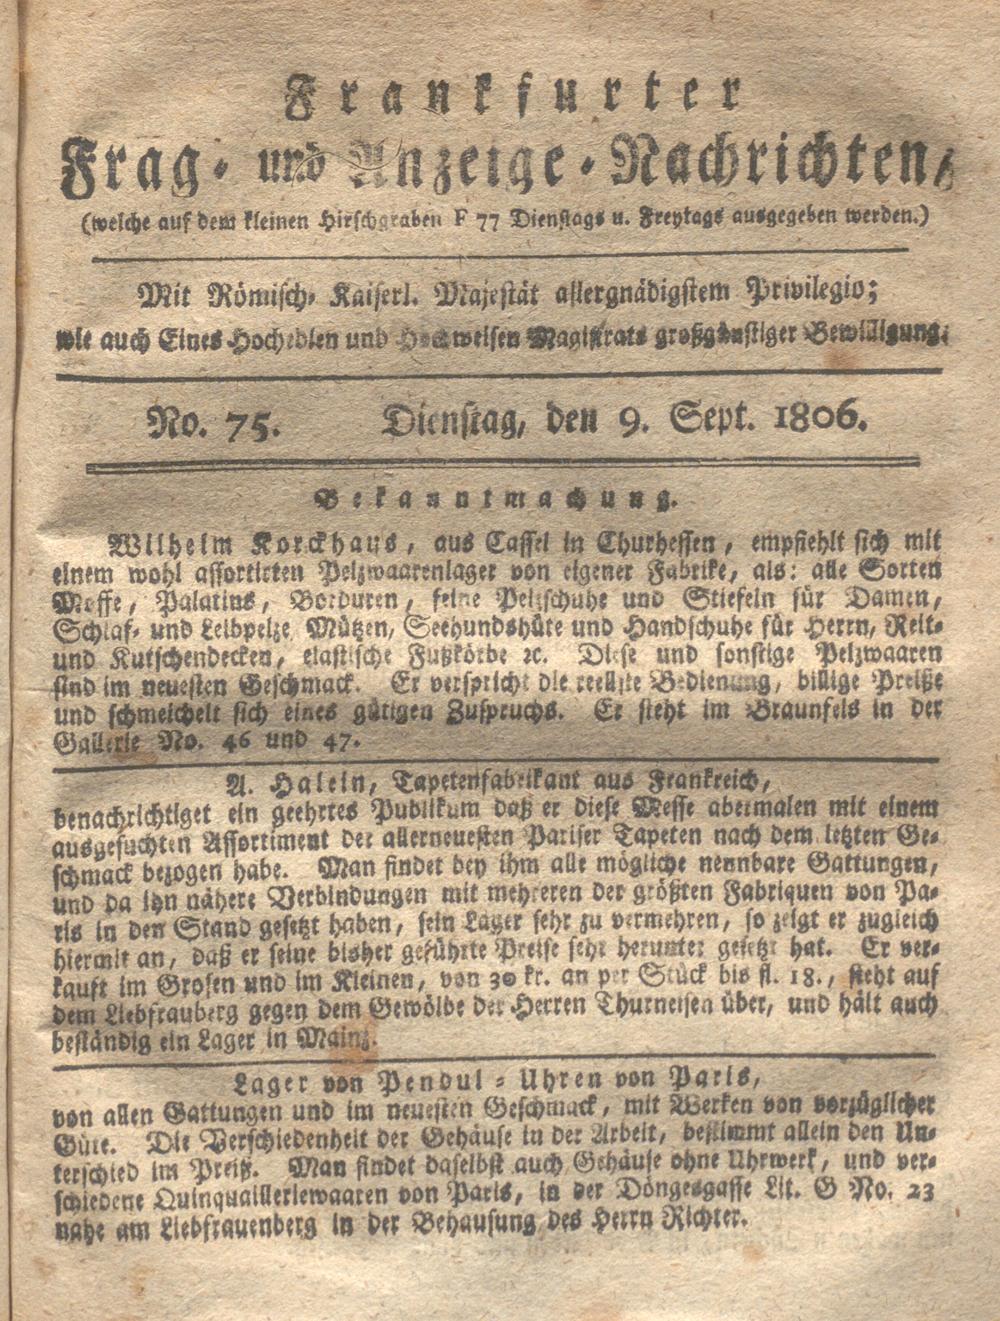 Frankfurter
Frag- und Anzeige-Nachrichten,
(welche auf dem kleinen Hirschgraben F 77 Dienstags u. Freytags ausgegeben werden.)
Mit Römisch- Kaiserl. Majestät allergnädigstem Privilegio;
wie auch Eines Hochedlen und Hochweisen Magistrats großgünstiger Bewilligung.
No. 75. Dienstag, den 9. Sept. 1806.
Bekanntmachung.
Wilhelm Korckhaus, aus Cassel in Churhessen, empfiehlt sich mit
einem wohl assortirten Pelzwaarenlager von eigener Fabrike, als: alle Sorten
Moffe, Palatins, Borduren, feine Pelzschuhe und Stiefeln für Damen,
Schlaf- und Leibpelze, Mützen, Seehundshüte und Handschuhe für Herrn, Reit-
und Kutschendecken, elastische Fußkörbe ꝛc. Diese und sonstige Pelzwaaren
sind im neuesten Geschmack. Er verspricht die reellste Bedienung, billige Preiße
und schmeichelt sich eines gütigen Zuspruchs. Er steht im Braunfels in der
Gallerie No. 46 und 47.
A. Halein, Tapetenfabrikant aus Frankreich,
benachrichtiget ein geehrtes Publikum daß er diese Messe abermalen mit einem
ausgesuchten Assortiment der allerneuesten Pariser Tapeten nach dem letzten Ge-
schmack bezogen habe. Man findet bey ihm alle mögliche nennbare Gattungen,
und da ihn nähere Verbindungen mit mehreren der größten Fabriquen von Pa-
ris in den Stand gesetzt haben, sein Lager sehr zu vermehren, so zeigt er zugleich
hiermit an, daß er seine bisher geführte Preise sehr herunter gesetzt hat. Er ver-
kauft im Grosen und im Kleinen, von 30 kr. an per Stück bis fl. 18., steht auf
dem Liebfrauberg gegen dem Gewölbe der Herren Thurneisen über, und hält auch
beständig ein Lager in Mainz.
Lager von Pendul-Uhren von Paris,
von allen Gattungen und im neuesten Geschmack, mit Werken von vorzüglicher
Güte. Die Verschiedenheit der Gehäuse in der Arbeit, bestimmt allein den Un-
terschied im Preiß. Man findet daselbst auch Gehäuse ohne Uhrwerk, und ver-
schiedene Quinquailleriewaaren von Paris, in der Döngesgasse Lit. G No. 23
nahe am Liebfrauenberg in der Behausung des Herrn Richter.